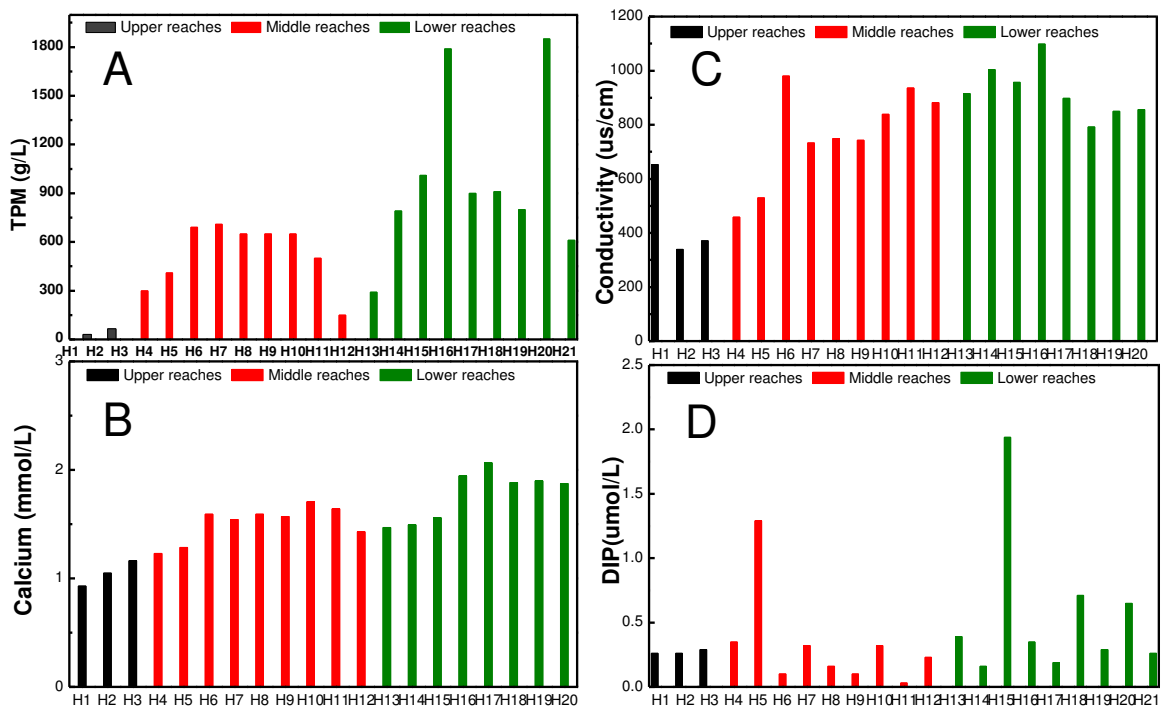 A
Upper reaches Middle reaches Lower reaches
TPM (g/L)
1800
1500
1200
900
600
300
0
H1 H2 H3 H4 H5 H6 H7 H8 H9 H10 H11 H12 H13 H14 H15 H16 H17 H18 H19 H20 H21
B
Upper reaches Middle reaches Lower reaches
Calcium (mmol/L)
3
2
1
0
H1 H2 H3 H4 H5 H6 H7 H8 H9 H10 H11 H12 H13 H14 H15 H16 H17 H18 H19 H20
C
Upper reaches Middle reaches Lower reaches
Conductivity (us/cm)
1200
1000
800
600
400
200
0
H1 H2 H3 H4 H5 H6 H7 H8 H9 H10 H11 H12 H13 H14 H15 H16 H17 H18 H19 H20
D
Upper reaches Middle reaches Lower reaches
DIP(umol/L)
2.5
2.0
1.5
1.0
0.5
0.0
H1 H2 H3 H4 H5 H6 H7 H8 H9 H10 H11 H12 H13 H14 H15 H16 H17 H18 H19 H20 H21